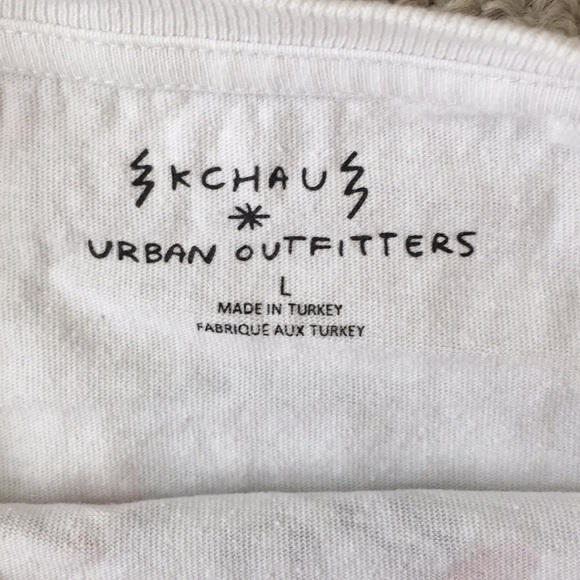 KCHAU
URBAN OUTFITTERS
L
MADE IN TURKEY
FABRIQUE AUX TURKEY